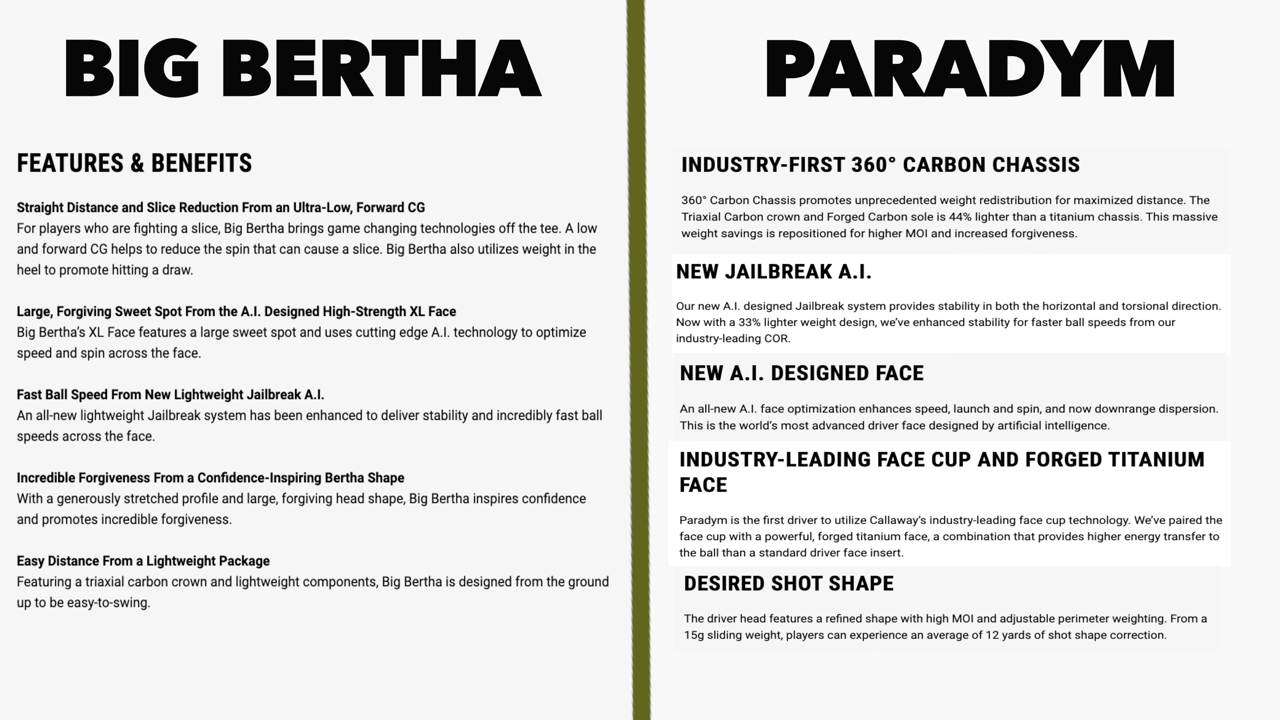 BIG BERTHA
FEATURES & BENEFITS
Straight Distance and Slice Reduction From an Ultra-Low, Forward CG
For players who are fighting a slice, Big Bertha brings game changing technologies off the tee. A low
and forward CG helps to reduce the spin that can cause a slice. Big Bertha also utilizes weight in the
heel to promote hitting a draw.
Large, Forgiving Sweet Spot From the A.I. Designed High-Strength XL Face
Big Bertha’s XL Face features a large sweet spot and uses cutting edge A.I. technology to optimize
speed and spin across the face.
Fast Ball Speed From New Lightweight Jailbreak A.I.
An all-new lightweight Jailbreak system has been enhanced to deliver stability and incredibly fast ball
speeds across the face.
Incredible Forgiveness From a Confidence-Inspiring Bertha Shape
With a generously stretched profile and large, forgiving head shape, Big Bertha inspires confidence
and promotes incredible forgiveness.
Easy Distance From a Lightweight Package
Featuring a triaxial carbon crown and lightweight components, Big Bertha is designed from the ground
up to be easy-to-swing.
PARADYM
INDUSTRY-FIRST 360° CARBON CHASSIS
360° Carbon Chassis promotes unprecedented weight redistribution for maximized distance. The
Triaxial Carbon crown and Forged Carbon sole is 44% lighter than a titanium chassis. This massive
weight savings is repositioned for higher MOI and increased forgiveness.
NEW JAILBREAK A.I.
Our new A.I. designed Jailbreak system provides stability in both the horizontal and torsional direction.
Now with a 33% lighter weight design, we’ve enhanced stability for faster ball speeds from our
industry-leading COR.
NEW A.I. DESIGNED FACE
An all-new A.I. face optimization enhances speed, launch and spin, and now downrange dispersion.
This is the world’s most advanced driver face designed by artificial intelligence.
INDUSTRY-LEADING FACE CUP AND FORGED TITANIUM
FACE
Paradym is the first driver to utilize Callaway’s industry-leading face cup technology. We’ve paired the
face cup with a powerful, forged titanium face, a combination that provides higher energy transfer to
the ball than a standard driver face insert.
DESIRED SHOT SHAPE
The driver head features a refined shape with high MOI and adjustable perimeter weighting. From a
15g sliding weight, players can experience an average of 12 yards of shot shape correction.